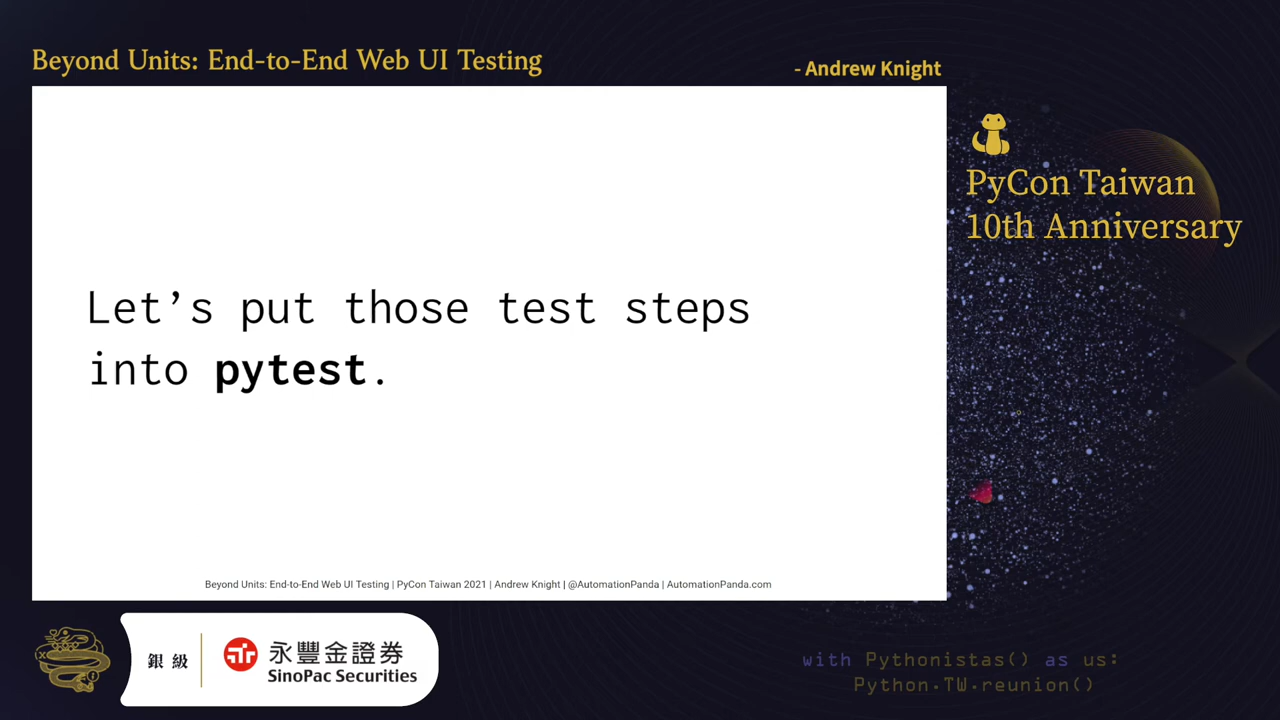 Beyond Units: End-to-End Web UI Testing
- Andrew Knight
PyCon Taiwan
10th Anniversary
Let’s put those test steps
into pytest.
Beyond Units: End-to-End Web UI Testing | PyCon Taiwan 2021 | Andrew Knight | @AutomationPanda | AutomationPanda.com
銀級
永豐金證券
SinoPac Securities
with Pythonistas() as us:
Python.TW.reunion()